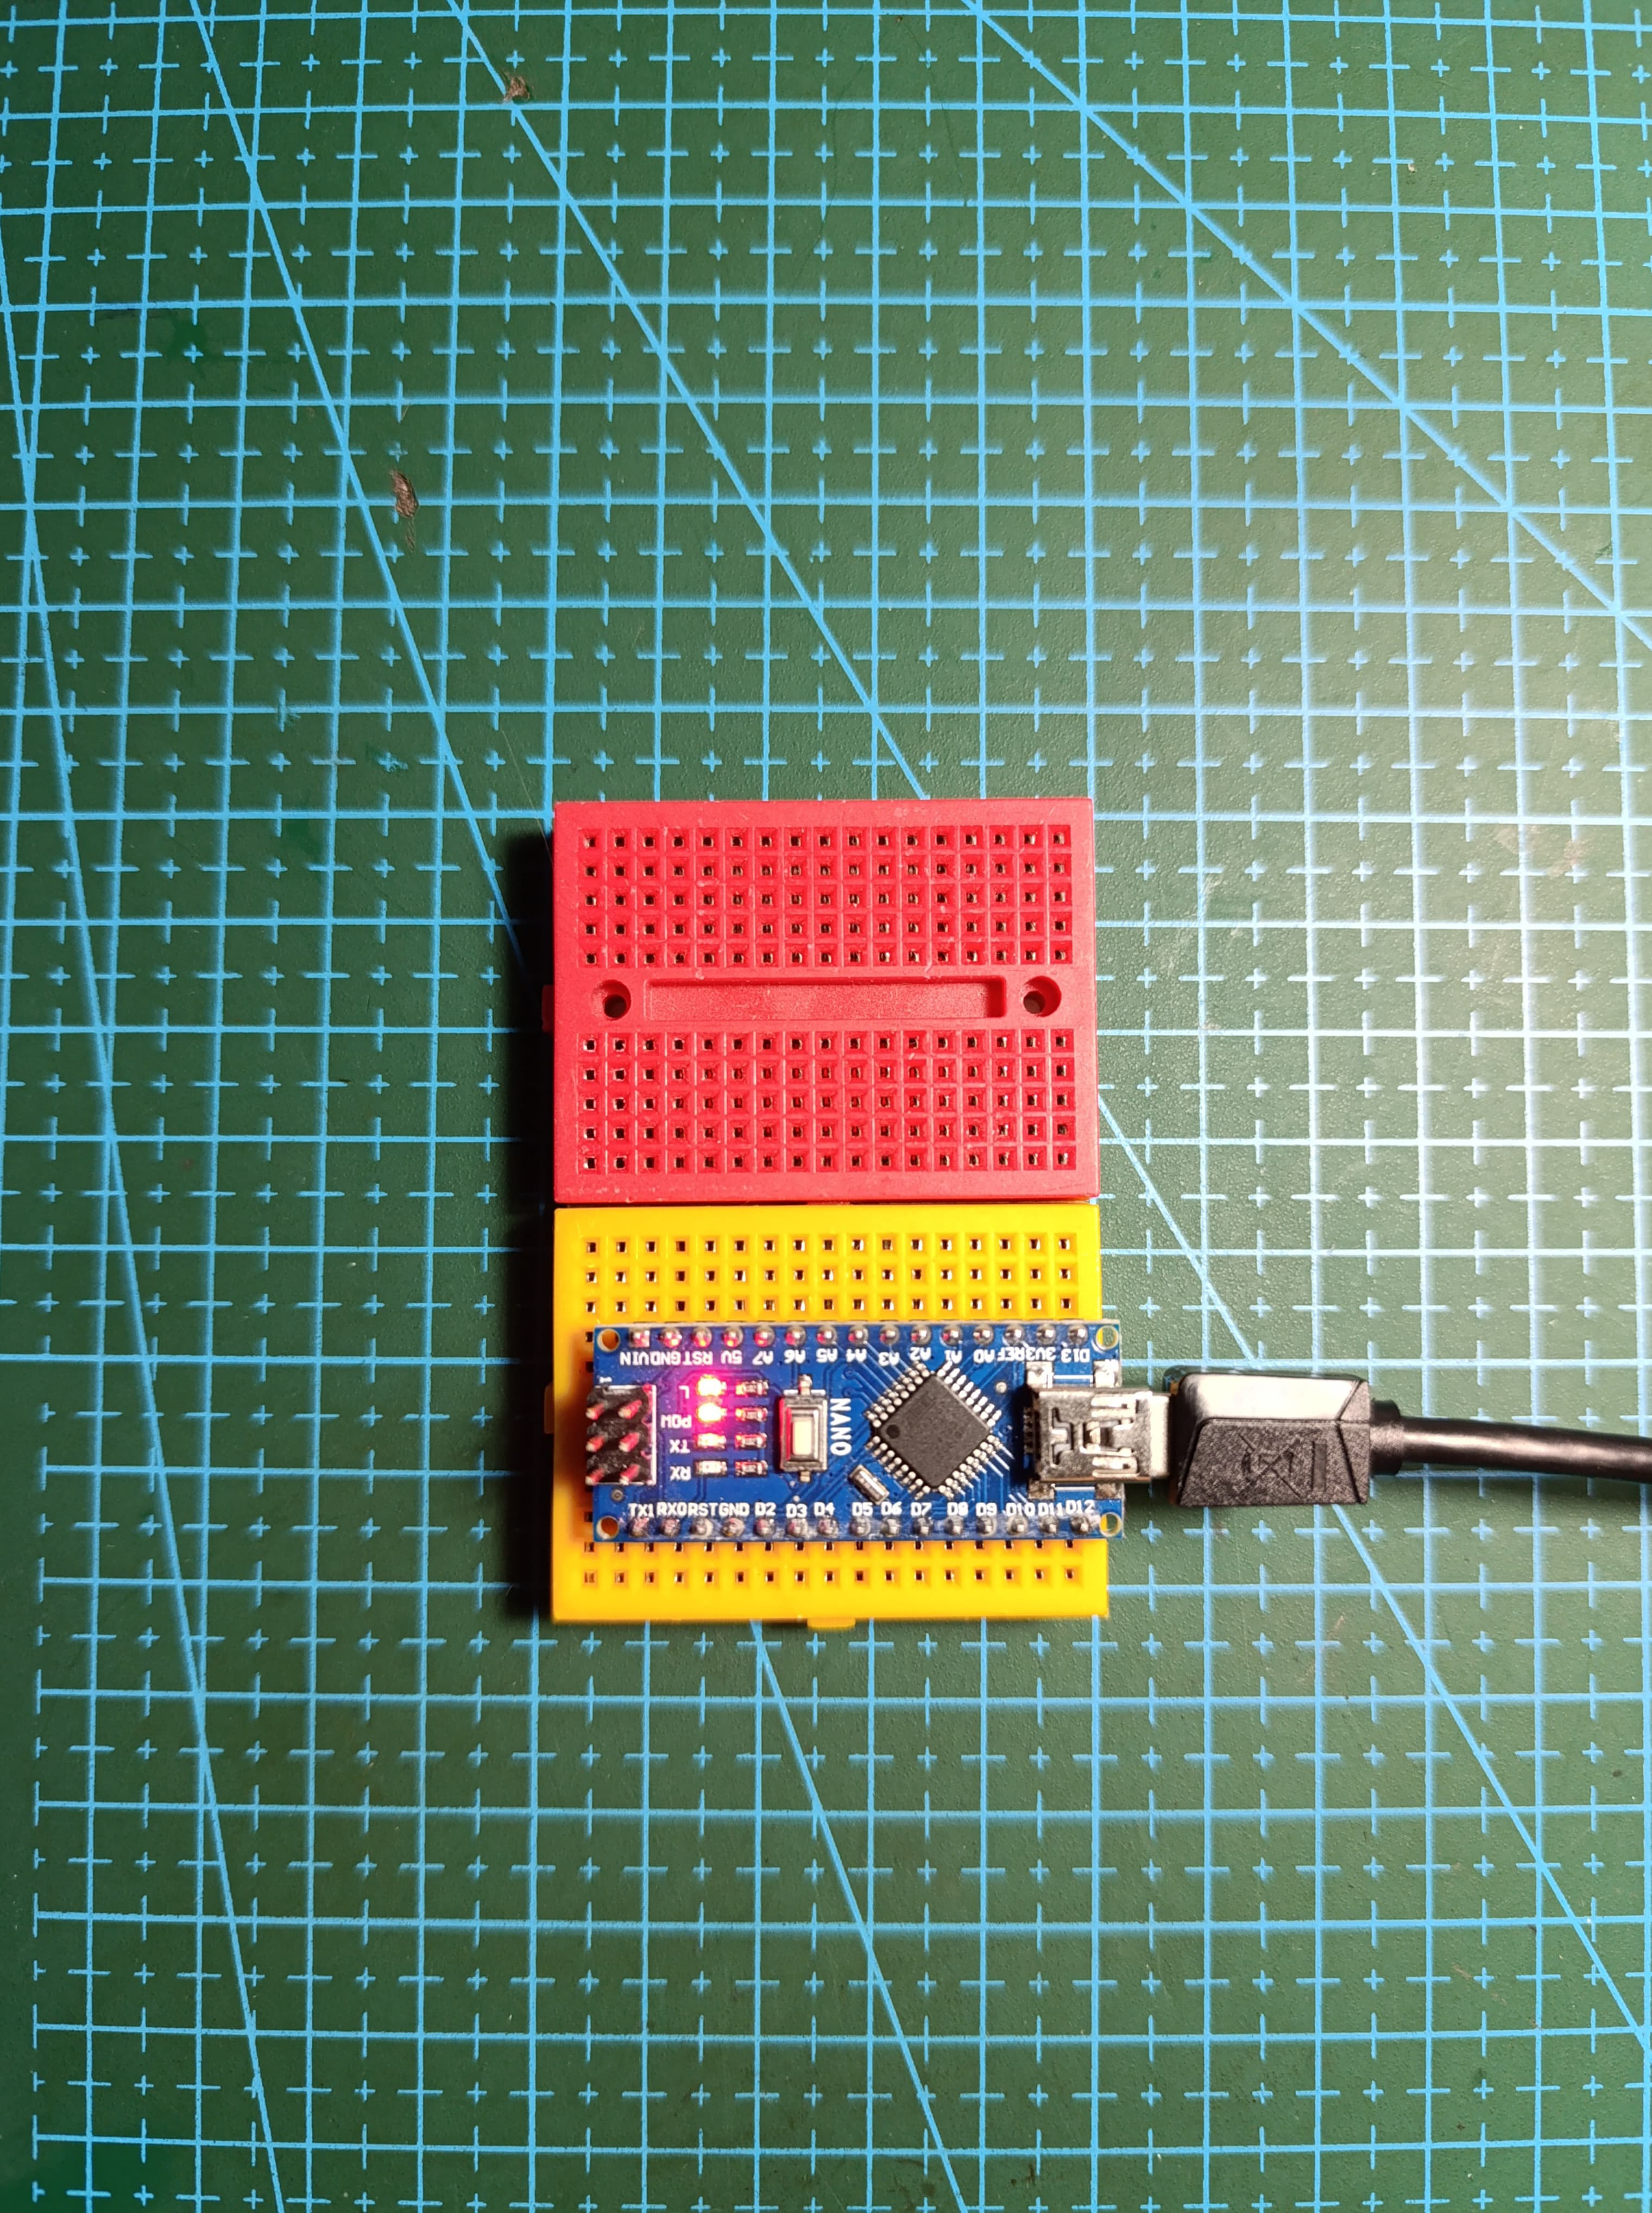 VIN GND RST 5V A7 A6 A5 A4 A3 A2 A1 A0 REF 3V3 D13
L
POW
TX
RX
NANO
TX1 RX0 RST GND D2 D3 D4 D5 D6 D7 D8 D9 D10 D11 D12